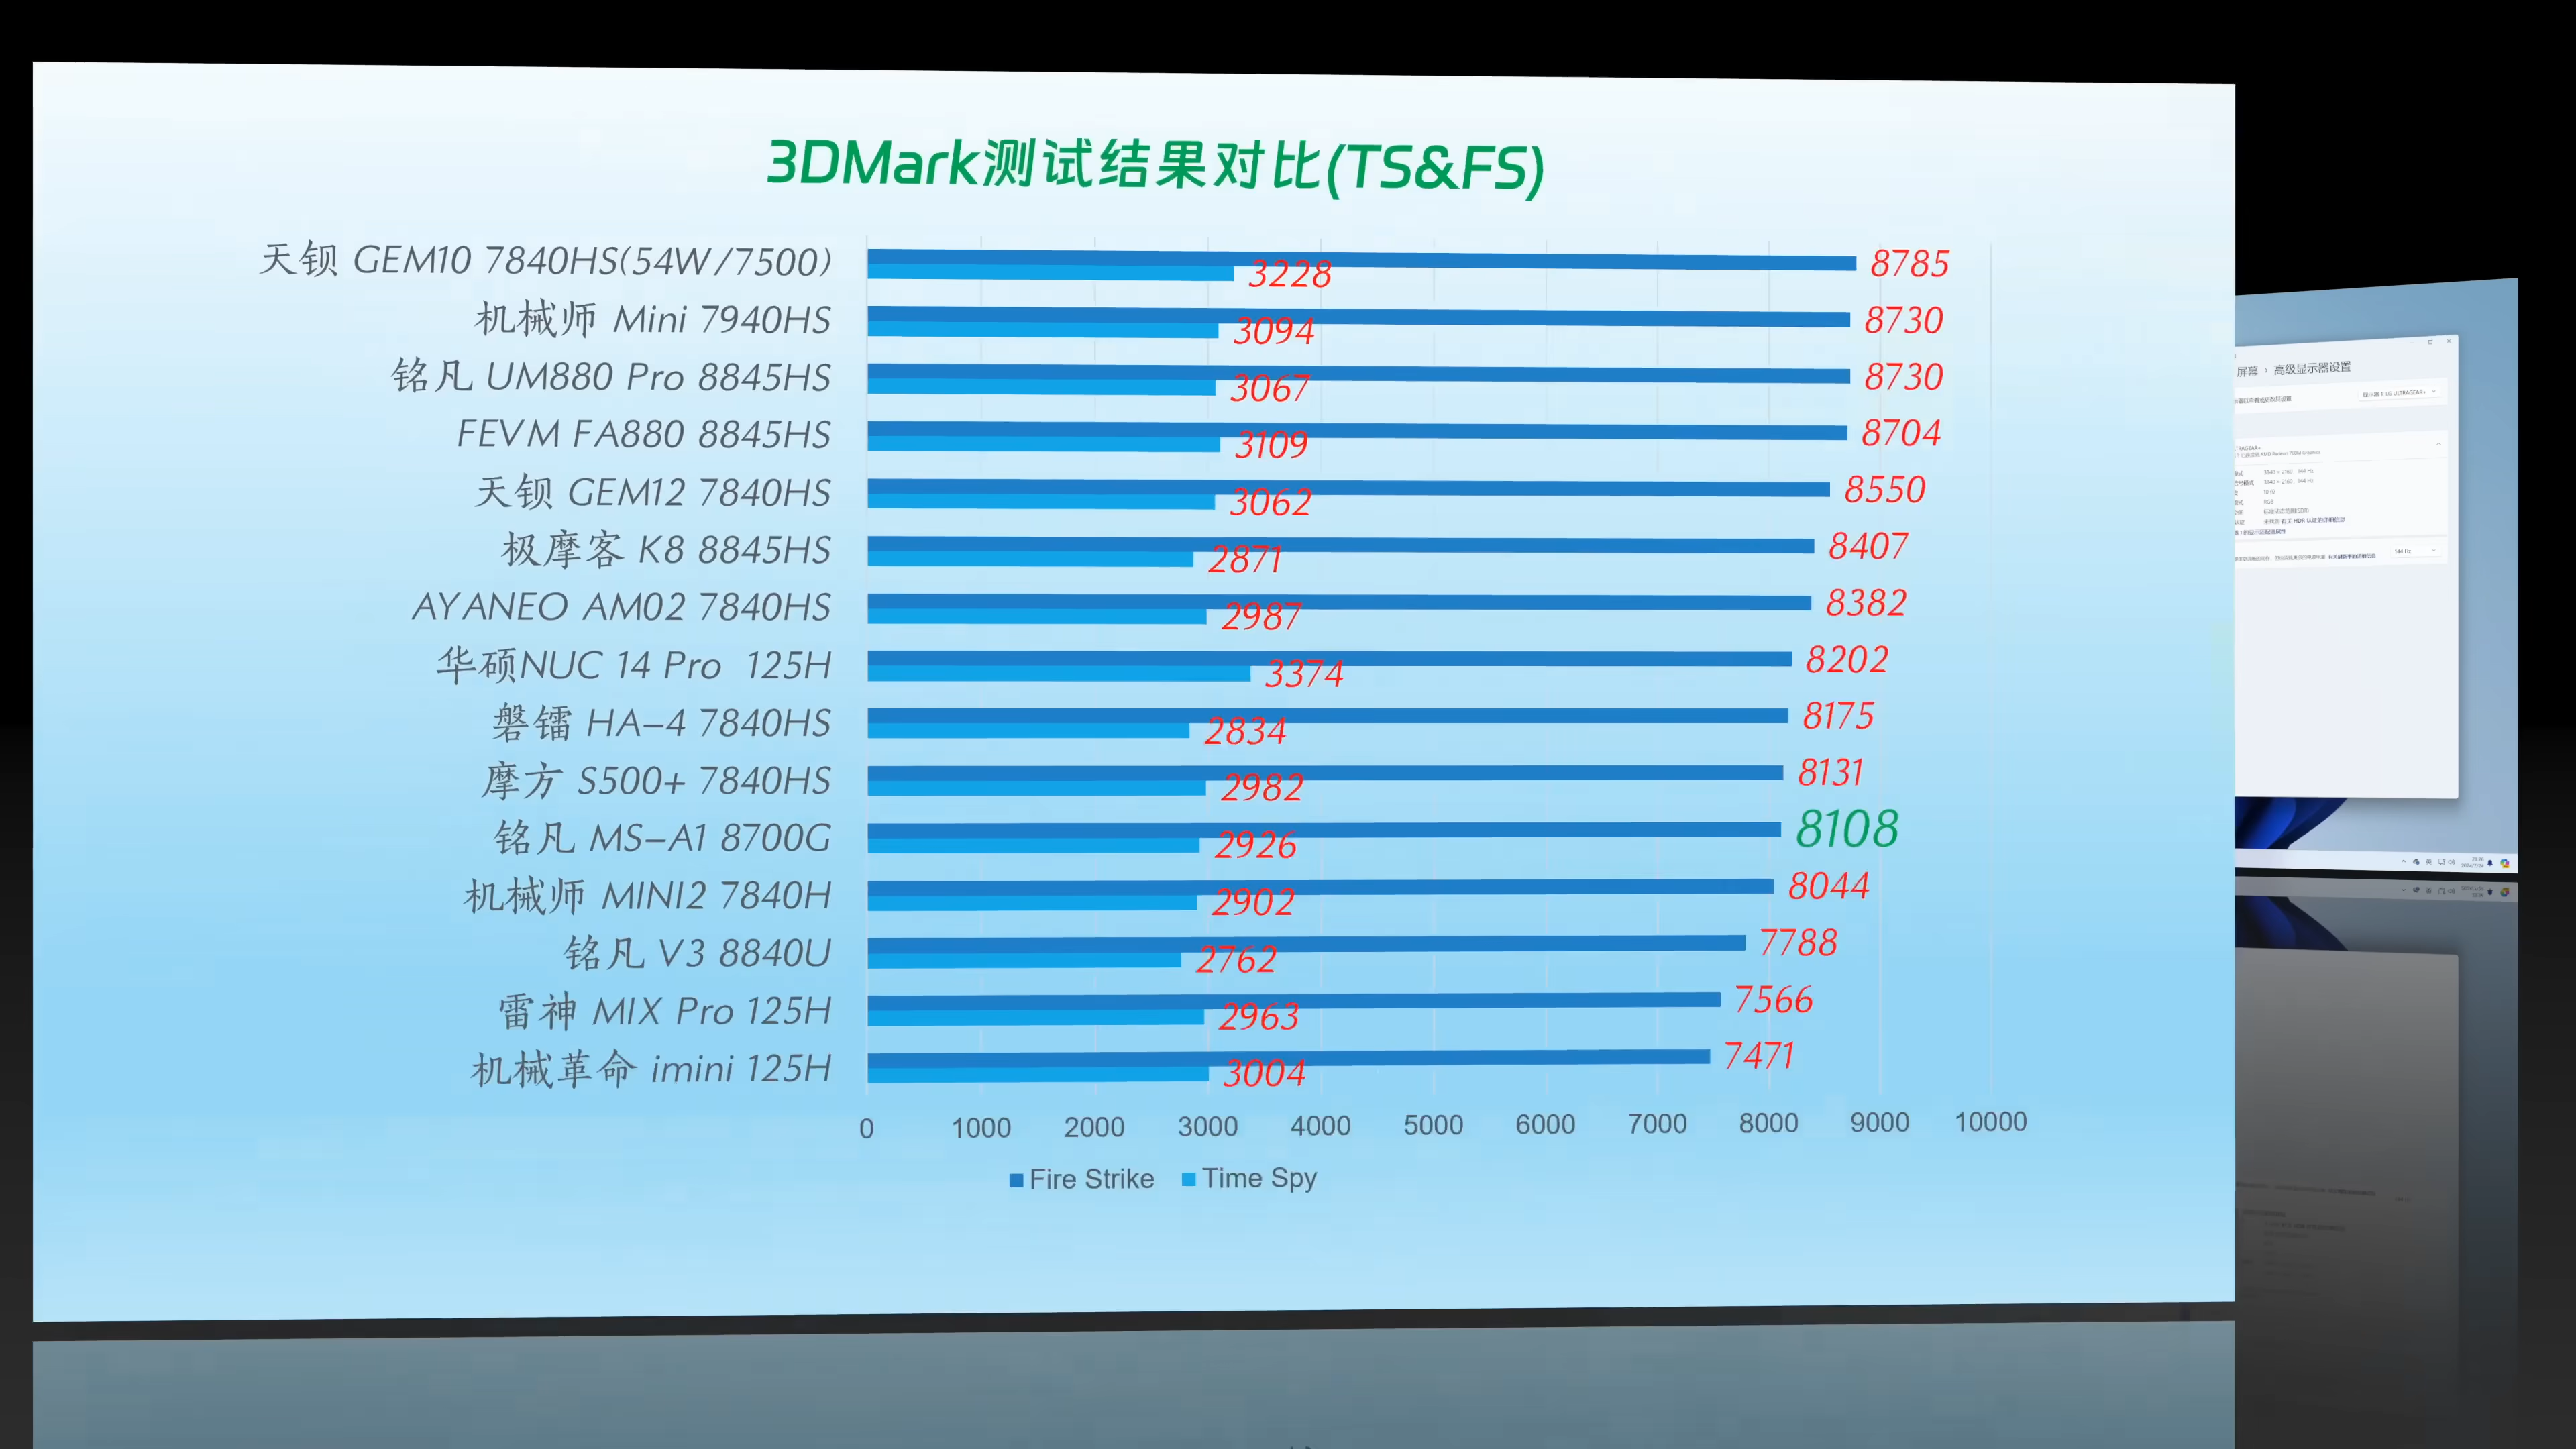 3DMark测试结果对比(TS&FS)
天钡 GEM10 7840HS(54W/7500) 8785
3228
机械师 Mini 7940HS 8730
3094
铭凡 UM880 Pro 8845HS 8730
3067
FEVM FA880 8845HS 8704
3109
天钡 GEM12 7840HS 8550
3062
极摩客 K8 8845HS 8407
2871
AYANEO AM02 7840HS 8382
2987
华硕NUC 14 Pro 125H 8202
3374
磐镭 HA-4 7840HS 8175
2834
摩方 S500+ 7840HS 8131
2982
铭凡 MS-A1 8700G 8108
2926
机械师 MINI2 7840H 8044
2902
铭凡 V3 8840U 7788
2762
雷神 MIX Pro 125H 7566
2963
机械革命 imini 125H 7471
3004
0 1000 2000 3000 4000 5000 6000 7000 8000 9000 10000
Fire Strike Time Spy
屏幕 › 高级显示器设置
144 Hz